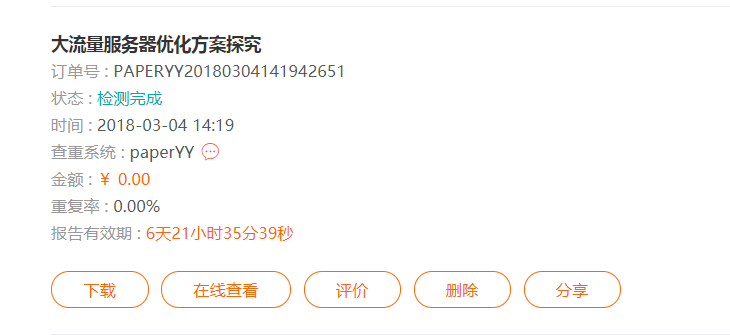 大流量服务器优化方案探究
订单号 : PAPERYY20180304141942651
状态 : 检测完成
时间 : 2018-03-04 14:19
查重系统 : paperYY
金额 : ¥ 0.00
重复率 : 0.00%
报告有效期 : 6天21小时35分39秒
下载 在线查看 评价 删除 分享